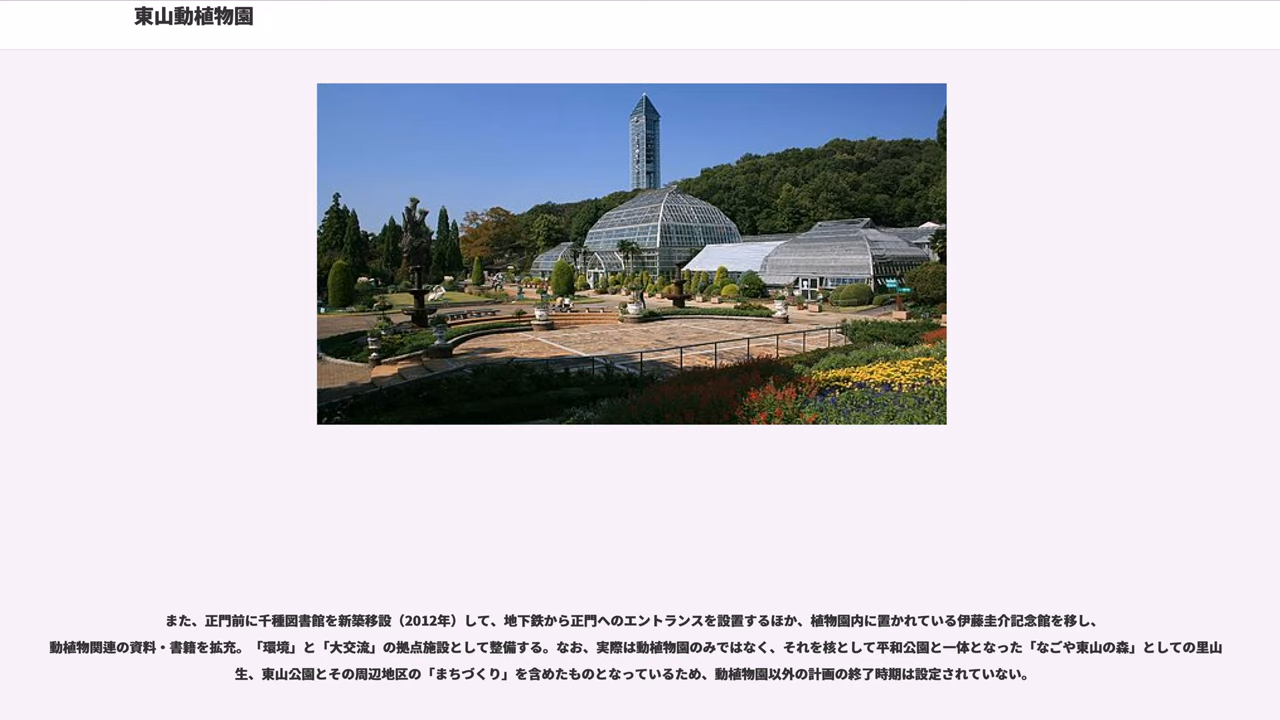 東山動植物園
また、正門前に千種図書館を新築移設（2012年）して、地下鉄から正門へのエントランスを設置するほか、植物園内に置かれている伊藤圭介記念館を移し、
動植物関連の資料・書籍を拡充。「環境」と「大交流」の拠点施設として整備する。なお、実際は動植物園のみではなく、それを核として平和公園と一体となった「なごや東山の森」としての里山
生、東山公園とその周辺地区の「まちづくり」を含めたものとなっているため、動植物園以外の計画の終了時期は設定されていない。